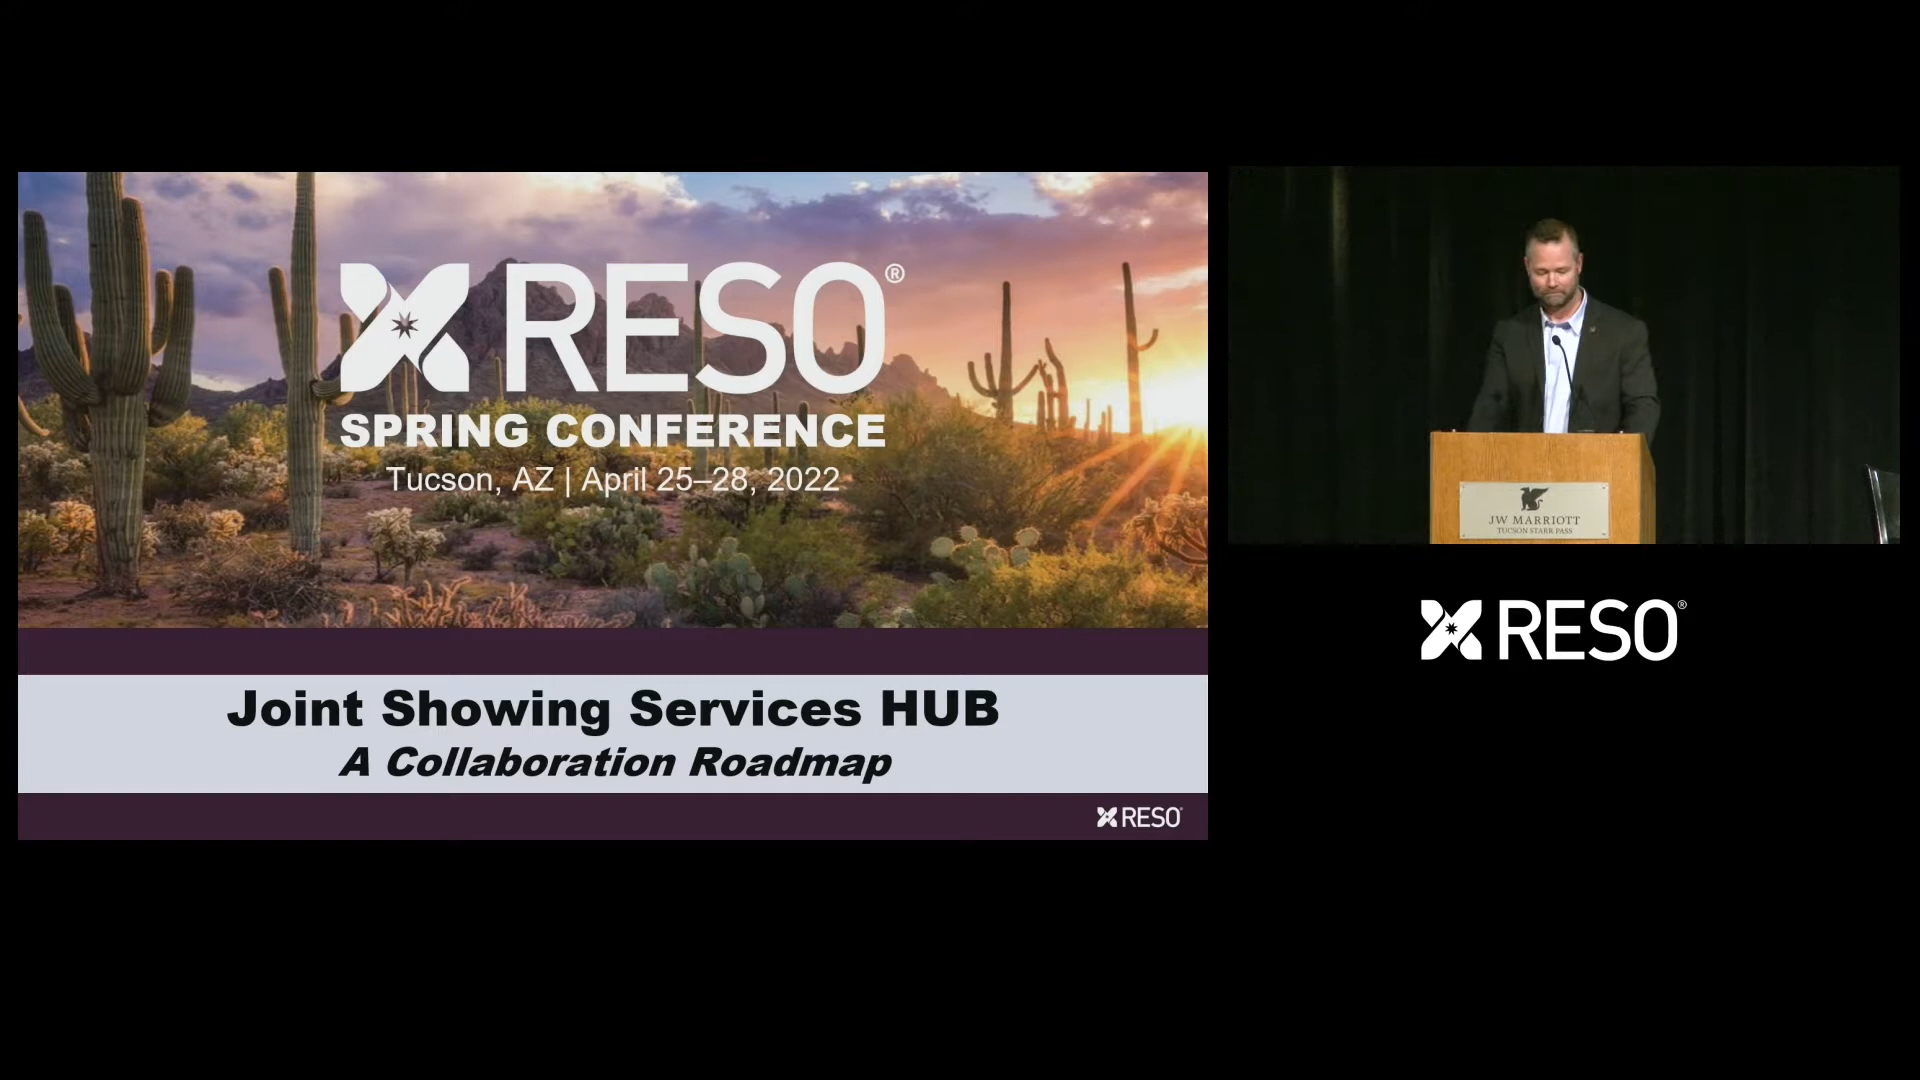 RESO®
SPRING CONFERENCE
Tucson, AZ | April 25–28, 2022
Joint Showing Services HUB
A Collaboration Roadmap
RESO
JW MARRIOTT
TUCSON STARR PASS
RESO®